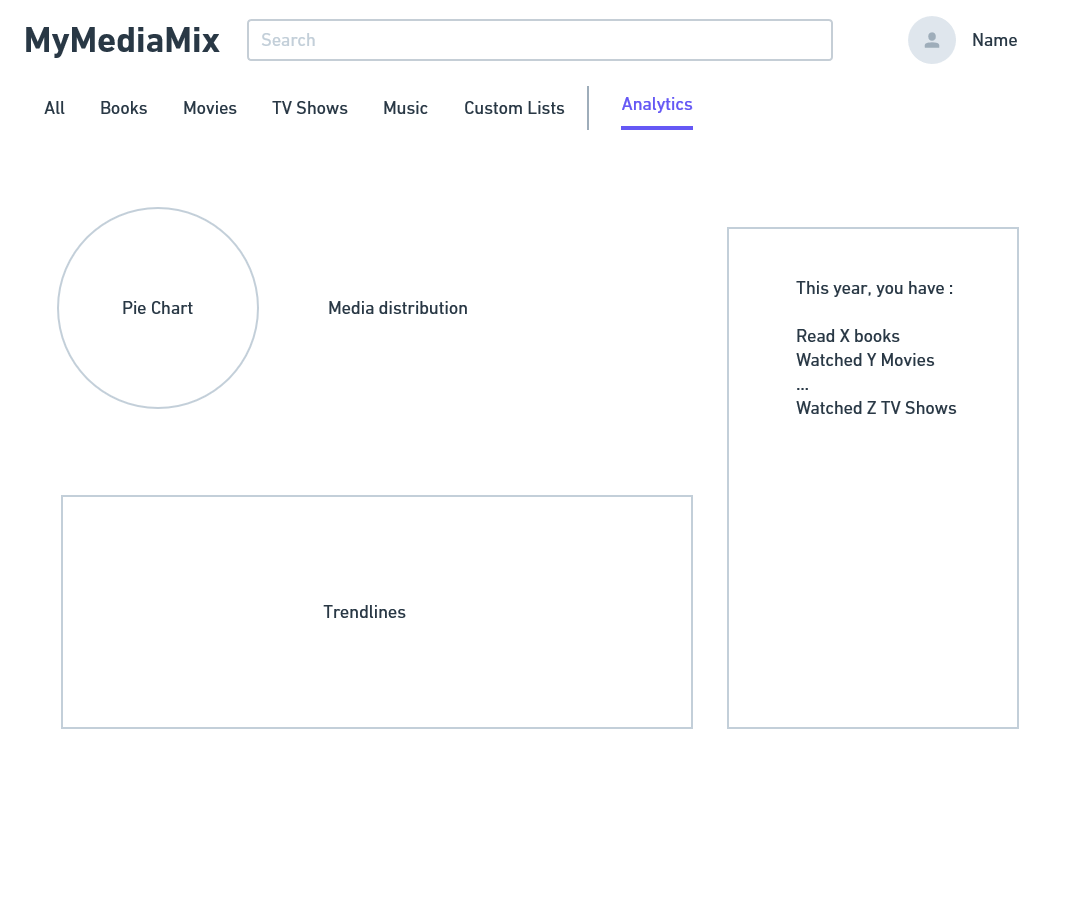 MyMediaMix
Search
Name
All
Books
Movies
TV Shows
Music
Custom Lists
Analytics
Pie Chart
Media distribution
This year, you have :
Read X books
Watched Y Movies
...
Watched Z TV Shows
Trendlines